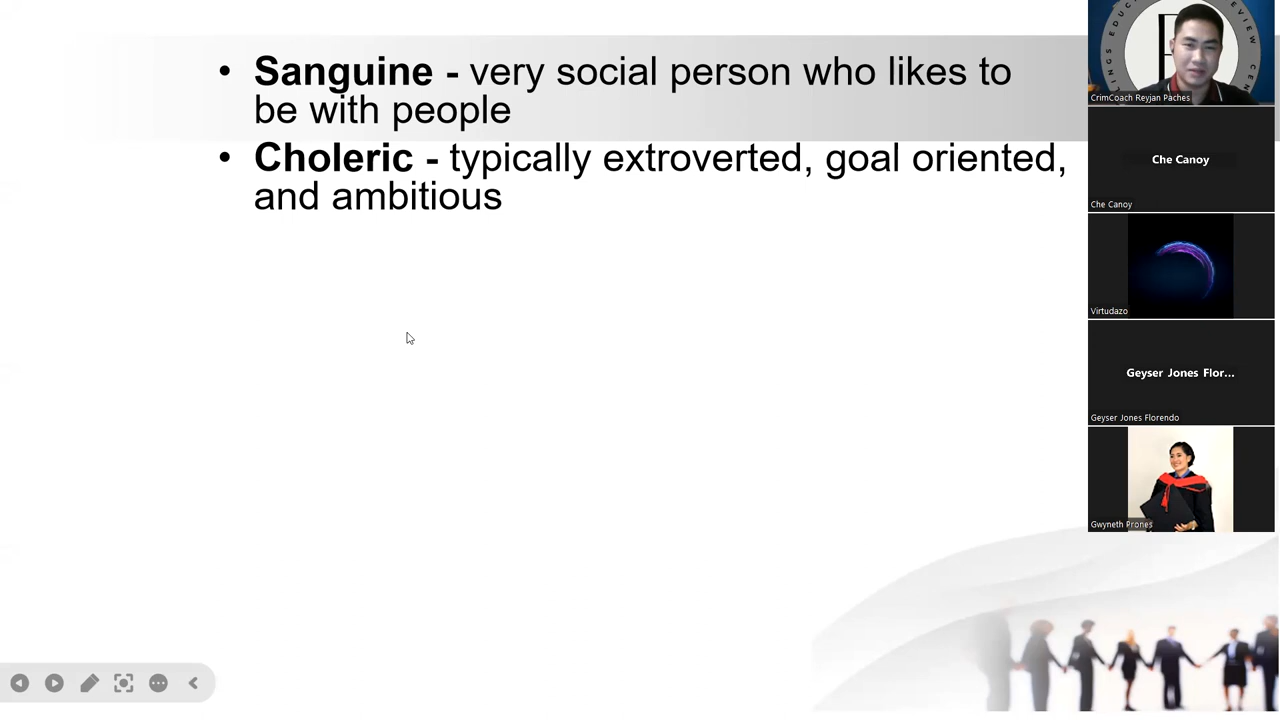 • Sanguine - very social person who likes to
be with people
• Choleric - typically extroverted, goal oriented,
and ambitious
CrimCoach Reyjan Paches
Che Canoy
Che Canoy
Virtudazo
Geyser Jones Flor...
Geyser Jones Florendo
Gwyneth Prones